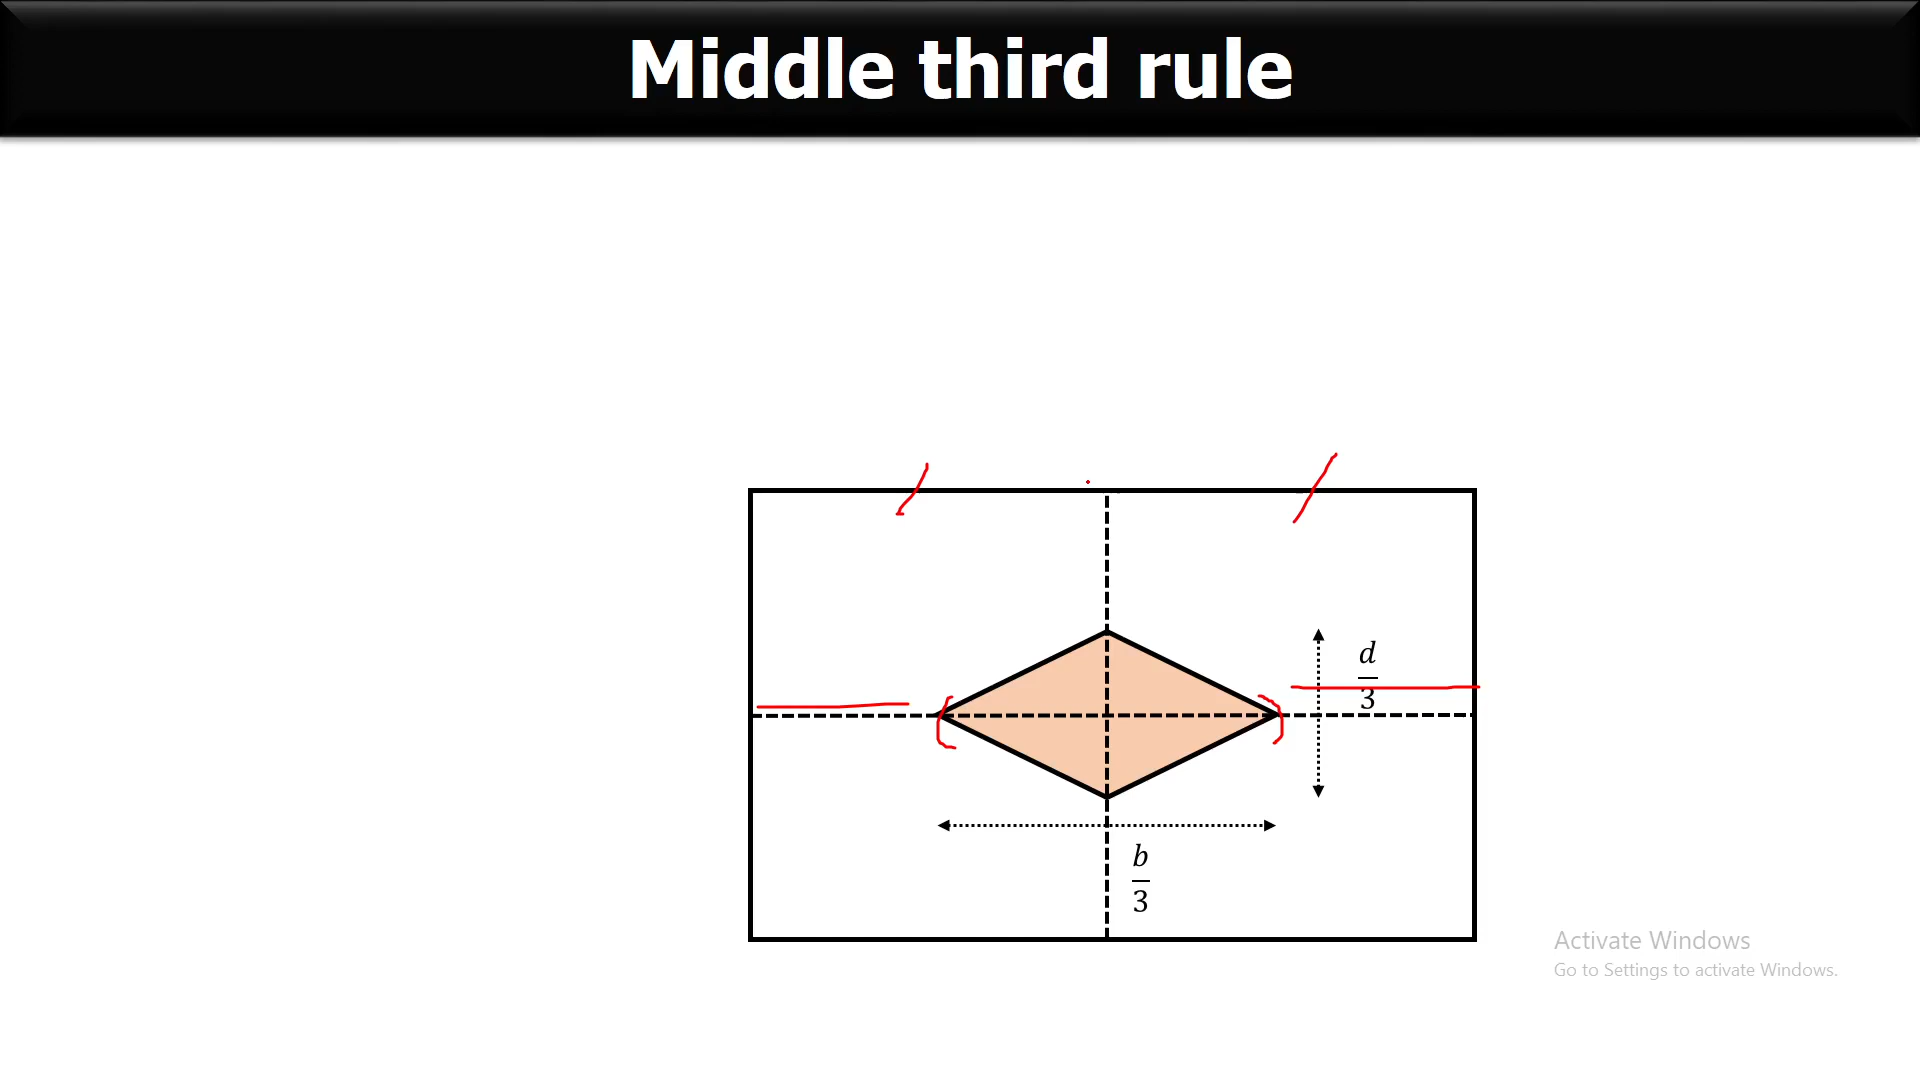 Middle third rule
d
3
b
3
Activate Windows
Go to Settings to activate Windows.